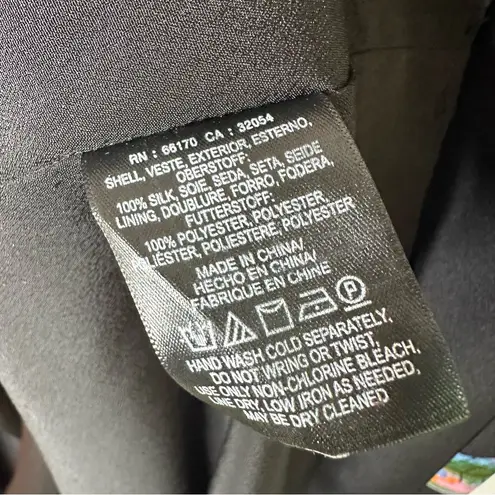 RN : 66170 CA : 32054
SHELL, VESTE, EXTERIOR, ESTERNO,
OBERSTOFF:
100% SILK, SOIE, SEDA, SETA, SEIDE
LINING, DOUBLURE, FORRO, FODERA,
FUTTERSTOFF:
100% POLYESTER, POLYESTER
LIÉSTER, POLIESTERE, POLYESTER
MADE IN CHINA/
HECHO EN CHINA/
FABRIQUE EN CHINE
P
HAND WASH COLD SEPARATELY,
DO NOT WRING OR TWIST,
USE ONLY NON-CHLORINE BLEACH,
LINE DRY, LOW IRON AS NEEDED,
MAY BE DRY CLEANED